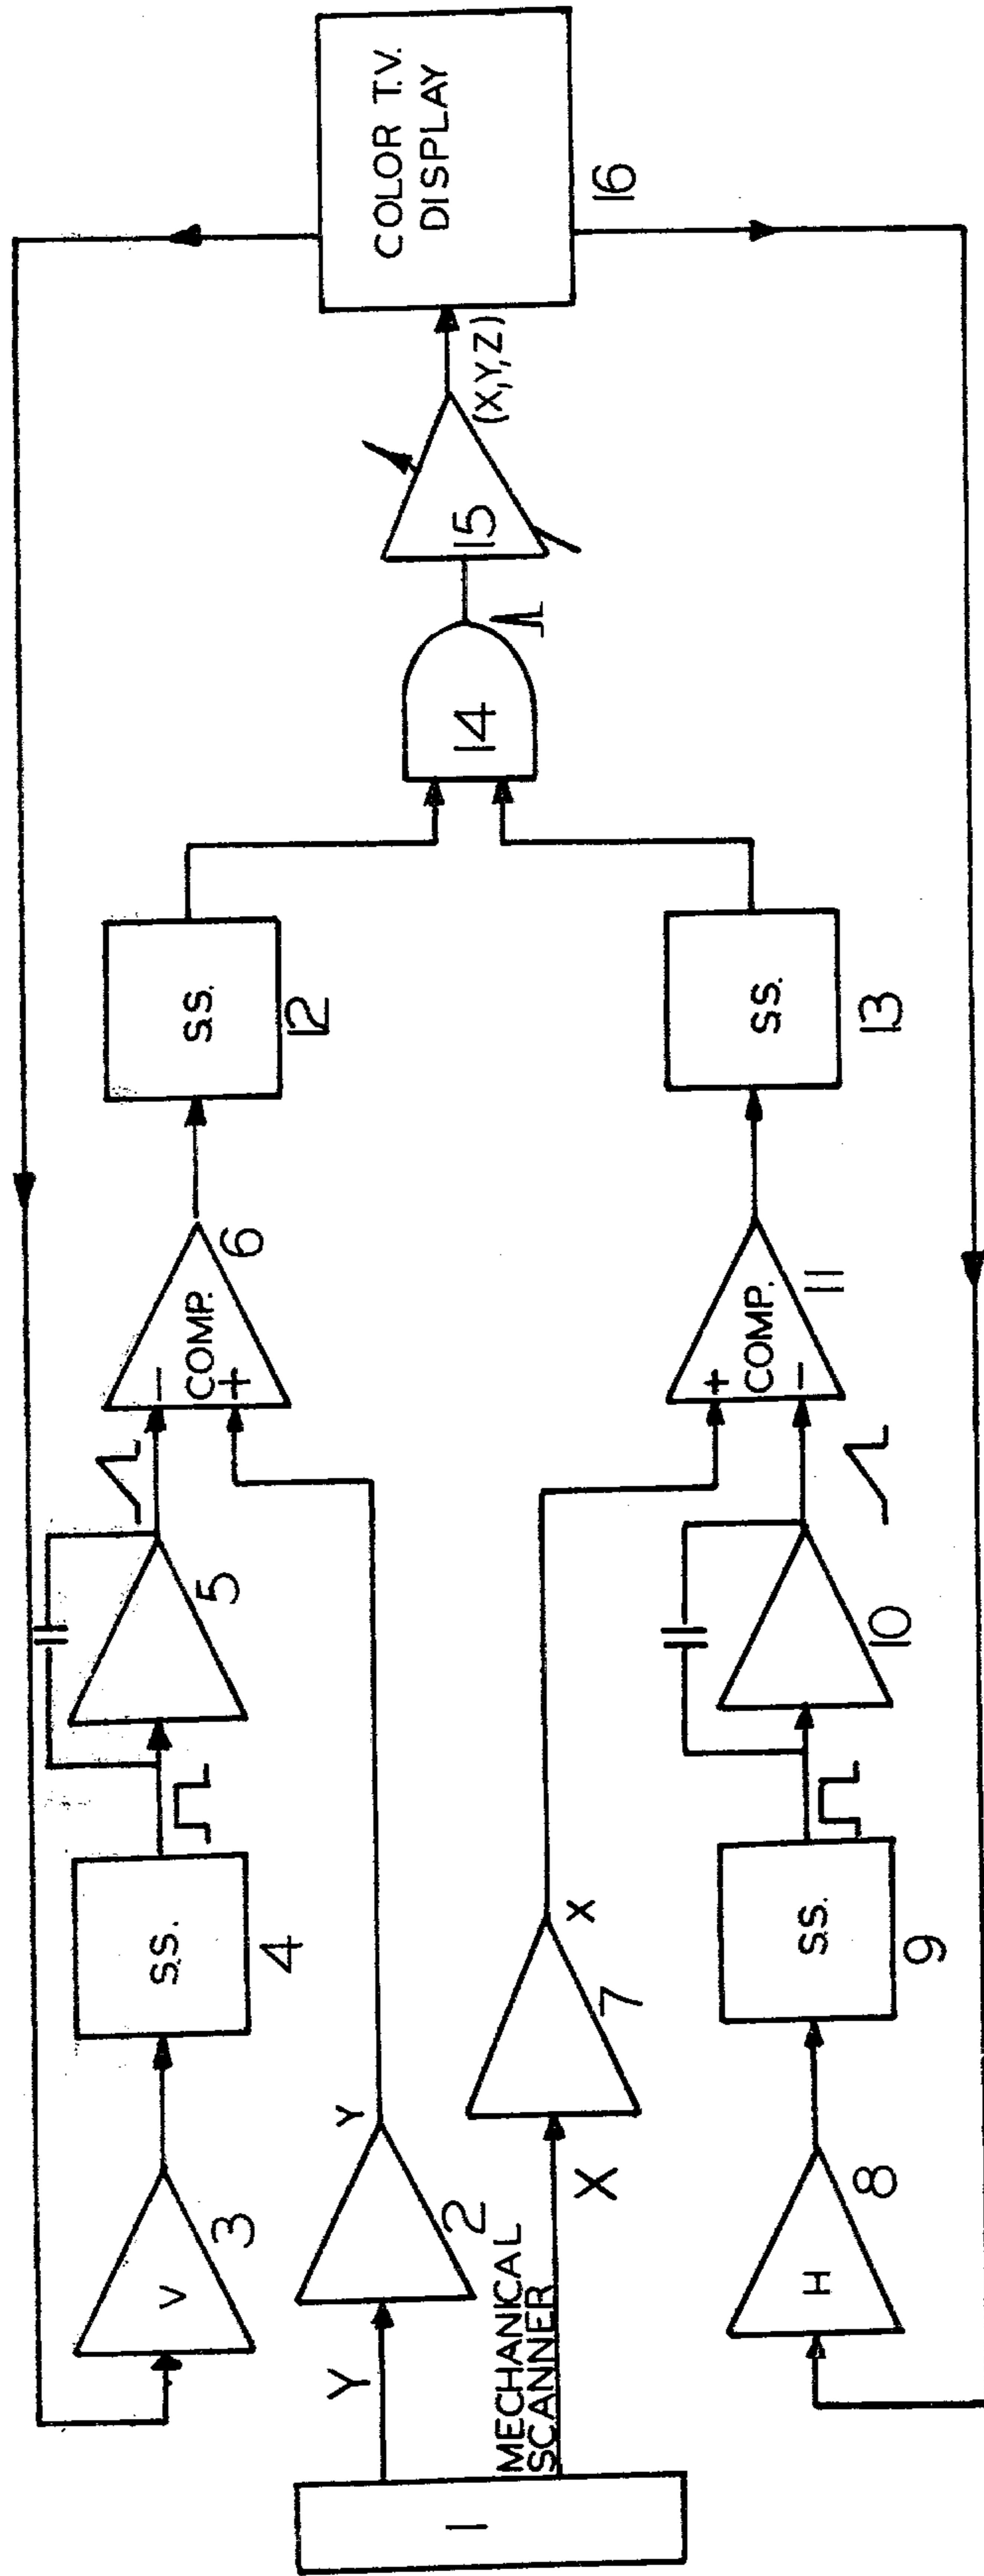 COLOR T.V.
DISPLAY
16
(X,Y,Z)
15
14
S.S.
12
S.S.
13
COMP.
-
+
6
COMP.
+
-
11
5
10
S.S.
4
S.S.
9
V
3
Y
2
Y
X
7
X
H
8
MECHANICAL
SCANNER
1